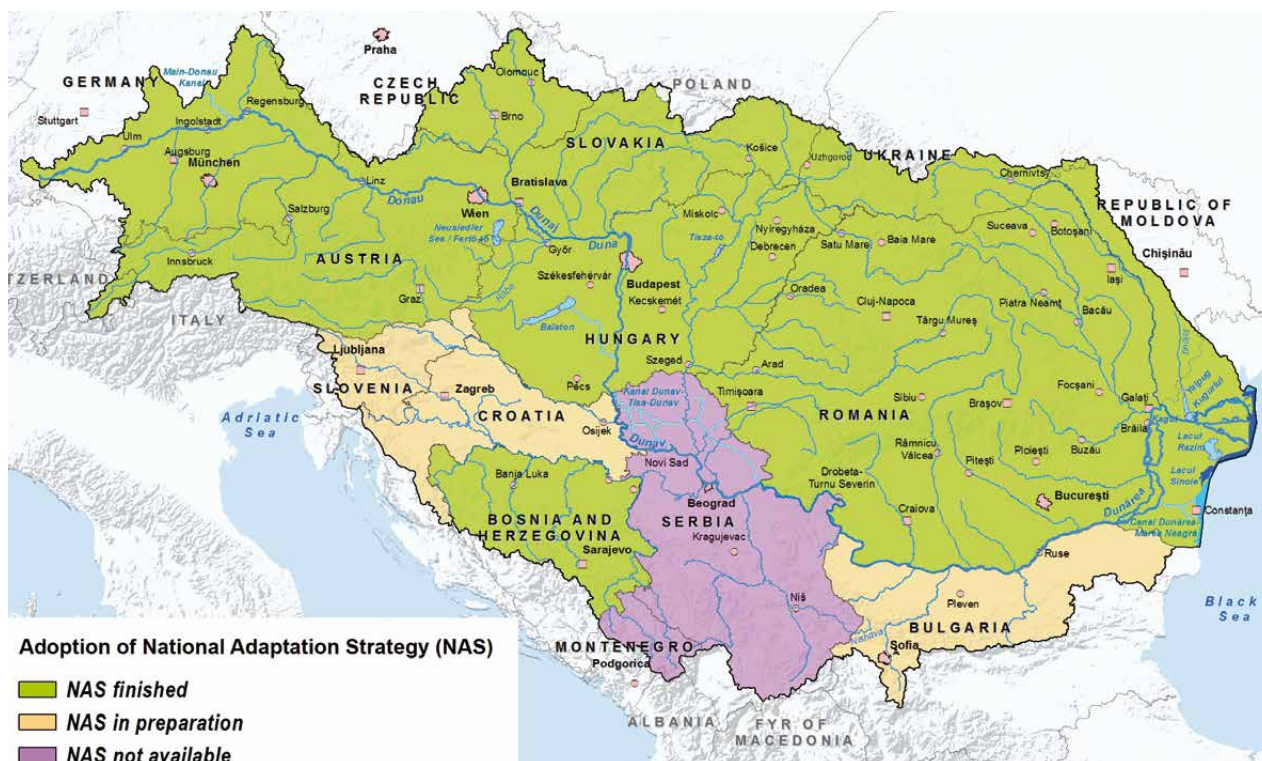 Praha
GERMANY
Main-Donau
Kanal
CZECH
REPUBLIC
Olomouc
POLAND
Stuttgart
Regensburg
Ingolstadt
Ulm
Brno
Augsburg
München
SLOVAKIA
Košice
Uzhgorod
UKRAINE
Chernivtsy
Linz
Donau
Wien
Bratislava
Dunaj
Salzburg
Neusiedler
See / Fertő-tó
Győr
Duna
Miskolc
Tisza-tó
Nyíregyháza
Debrecen
Satu Mare
Baia Mare
Suceava
Botoşani
REPUBLIC OF
MOLDOVA
Chişinău
Innsbruck
AUSTRIA
ITZERLAND
ITALY
Graz
Rába
Székesfehérvár
Budapest
Kecskemét
Balaton
Oradea
Cluj-Napoca
Târgu Mureş
Piatra Neamţ
Iaşi
Bacău
HUNGARY
Ljubljana
SLOVENIA
Zagreb
Pécs
Szeged
Arad
Timişoara
Kanal Dunav-
Tisa-Dunav
CROATIA
Osijek
Dunav
ROMANIA
Sibiu
Braşov
Focşani
Galaţi
Brăila
Yalpug
Kugurlui
Kagul
Lacul
Razim
Lacul
Sinoie
Adriatic
Sea
Banja Luka
Novi Sad
Beograd
Drobeta-
Turnu Severin
Râmnicu
Vâlcea
Piteşti
Ploieşti
Buzău
Bucureşti
Dunărea
Constanţa
Canal Dunărea-
Marea Neagră
BOSNIA AND
HERZEGOVINA
Sarajevo
SERBIA
Kragujevac
Craiova
Ruse
Niš
Pleven
BULGARIA
Sofia
Black
Sea
MONTENEGRO
Podgorica
ALBANIA
FYR OF
MACEDONIA
Adoption of National Adaptation Strategy (NAS)
NAS finished
NAS in preparation
NAS not available